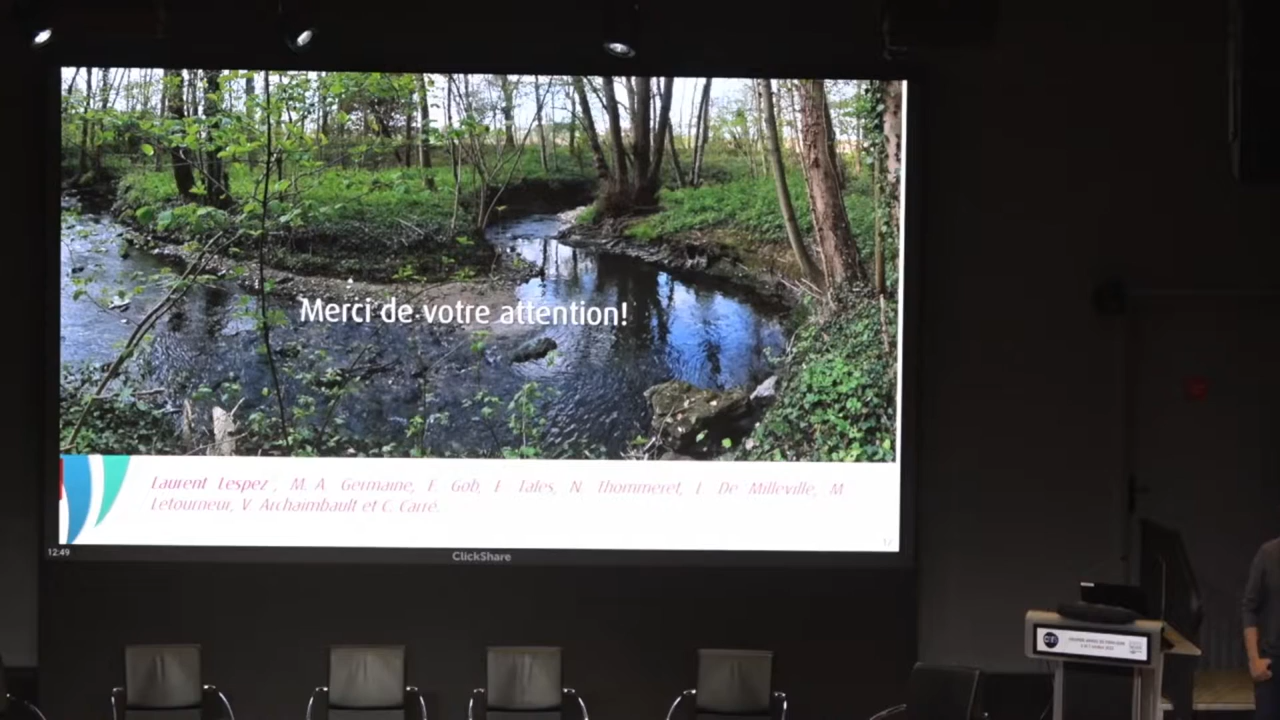 Merci de votre attention!
Laurent Lespez, M. A. Germaine, F. Gob, E. Tales, N. Thommeret, L. De Milleville, M.
Letourneur, V. Archaimbault et C. Carré.
12
12:49
ClickShare